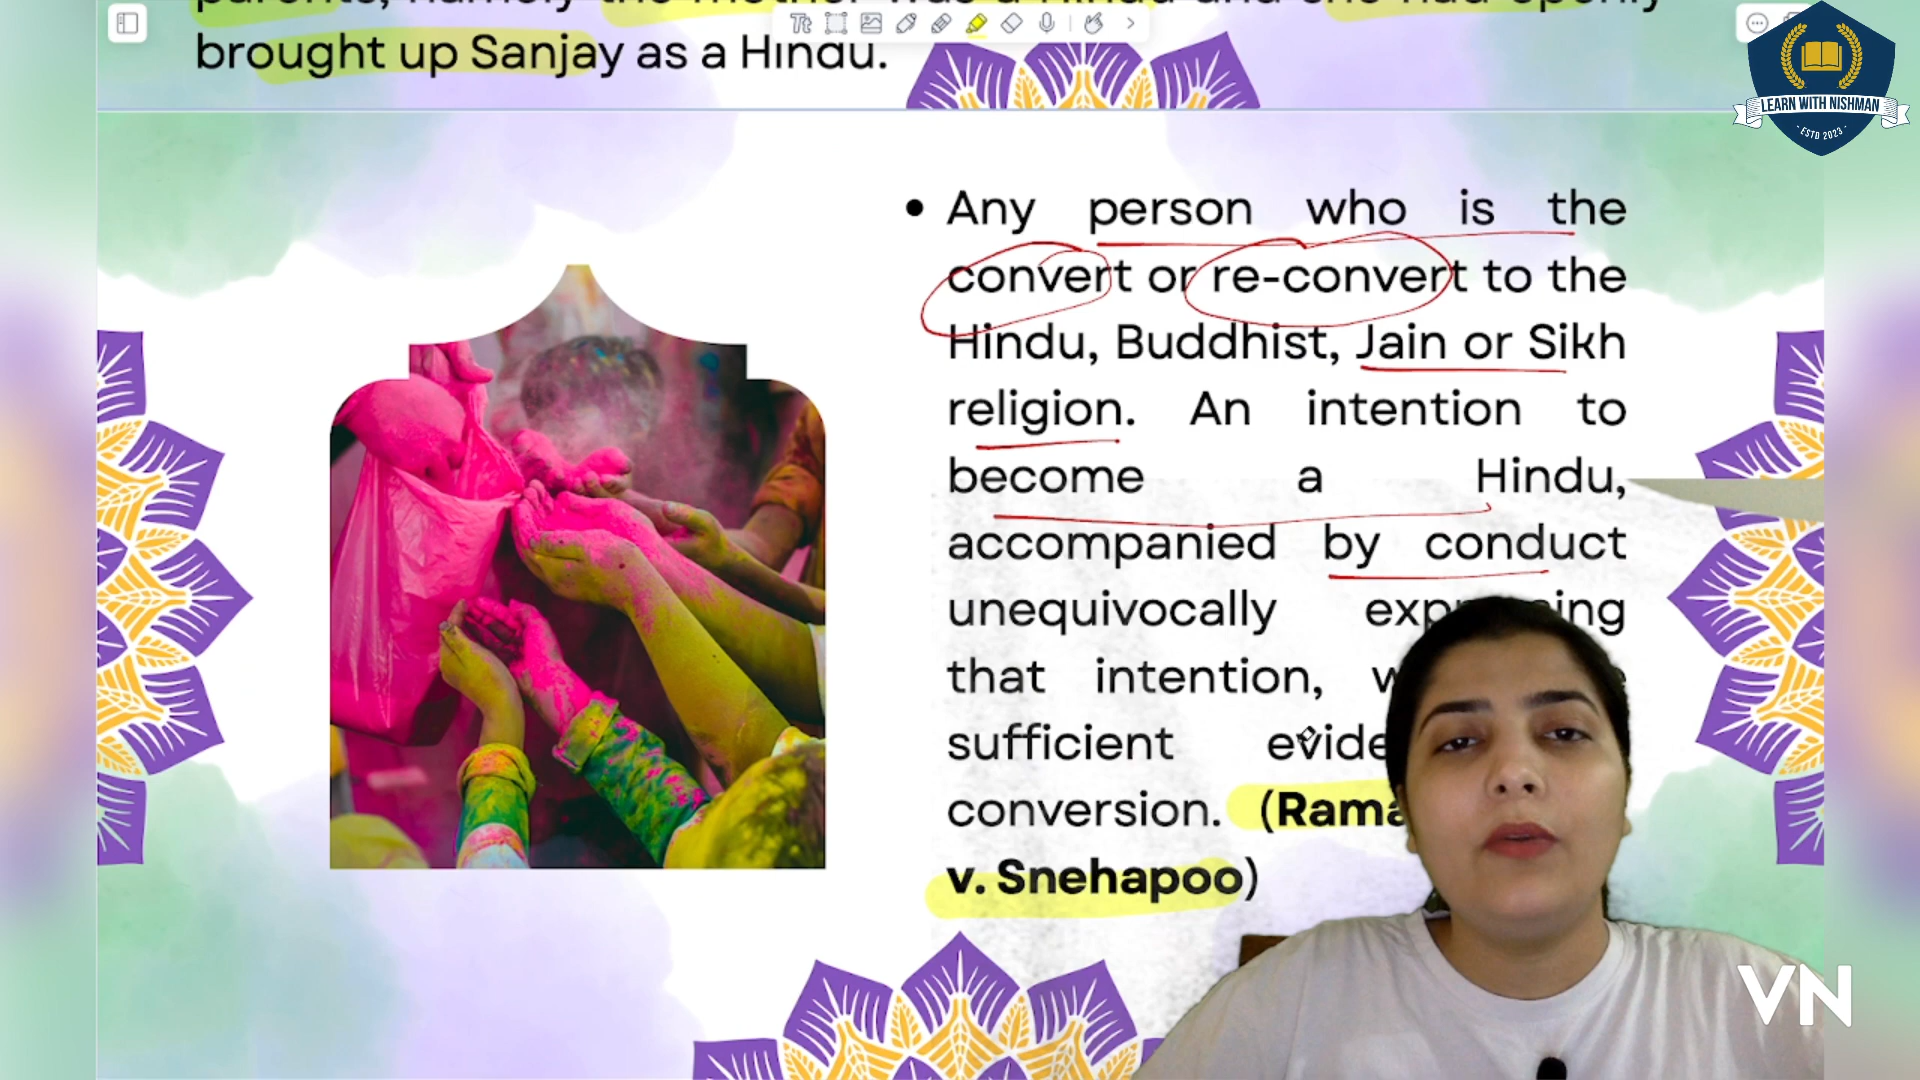 brought up Sanjay as a Hindu.
Tt
LEARN WITH NISHMAN
ESTD 2023
Any person who is the
convert or re-convert to the
Hindu, Buddhist, Jain or Sikh
religion. An intention to
become a Hindu,
accompanied by conduct
unequivocally
that intention,
sufficient
conversion.
v. Snehapoo)
VN